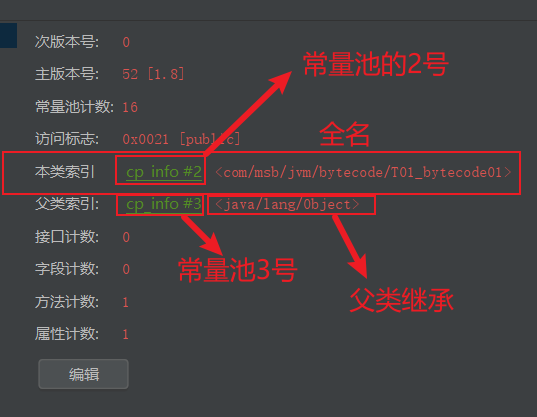 次版本号: 0
常量池的2号
主版本号: 52 [1.8]
常量池计数: 16
访问标志: 0x0021 [public]
全名
本类索引 cp_info #2 <com/msb/jvm/bytecode/T01_bytecode01>
父类索引: cp_info #3 <java/lang/Object>
接口计数: 0
常量池3号
字段计数: 0
父类继承
方法计数: 1
属性计数: 1
编辑